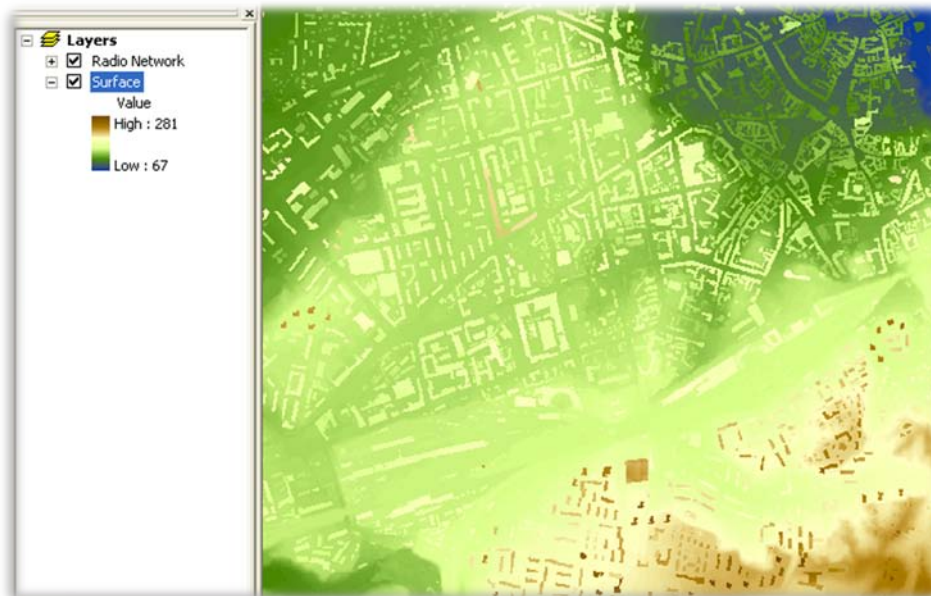 Layers
Radio Network
Surface
Value
High : 281
Low : 67